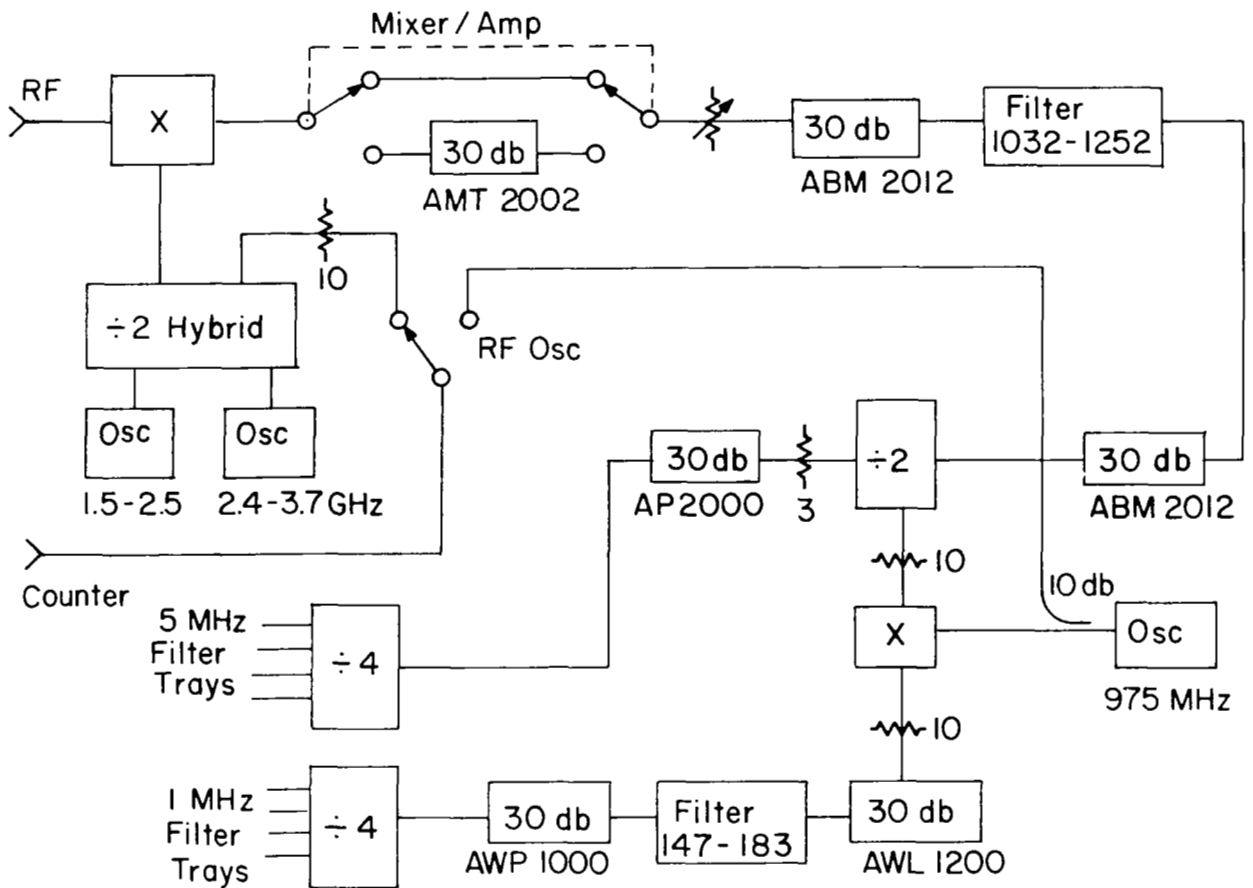 Mixer / Amp
RF
X
30 db
AMT 2002
30 db
ABM 2012
Filter
1032-1252
10
÷2 Hybrid
RF Osc
Osc
Osc
1.5-2.5
2.4-3.7 GHz
30 db
AP2000
3
÷2
30 db
ABM 2012
10
Counter
10 db
5 MHz
Filter
Trays
÷4
X
Osc
975 MHz
10
1 MHz
Filter
Trays
÷4
30 db
AWP 1000
Filter
147-183
30 db
AWL 1200